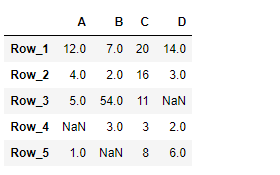 A B C D
Row_1 12.0 7.0 20 14.0
Row_2 4.0 2.0 16 3.0
Row_3 5.0 54.0 11 NaN
Row_4 NaN 3.0 3 2.0
Row_5 1.0 NaN 8 6.0